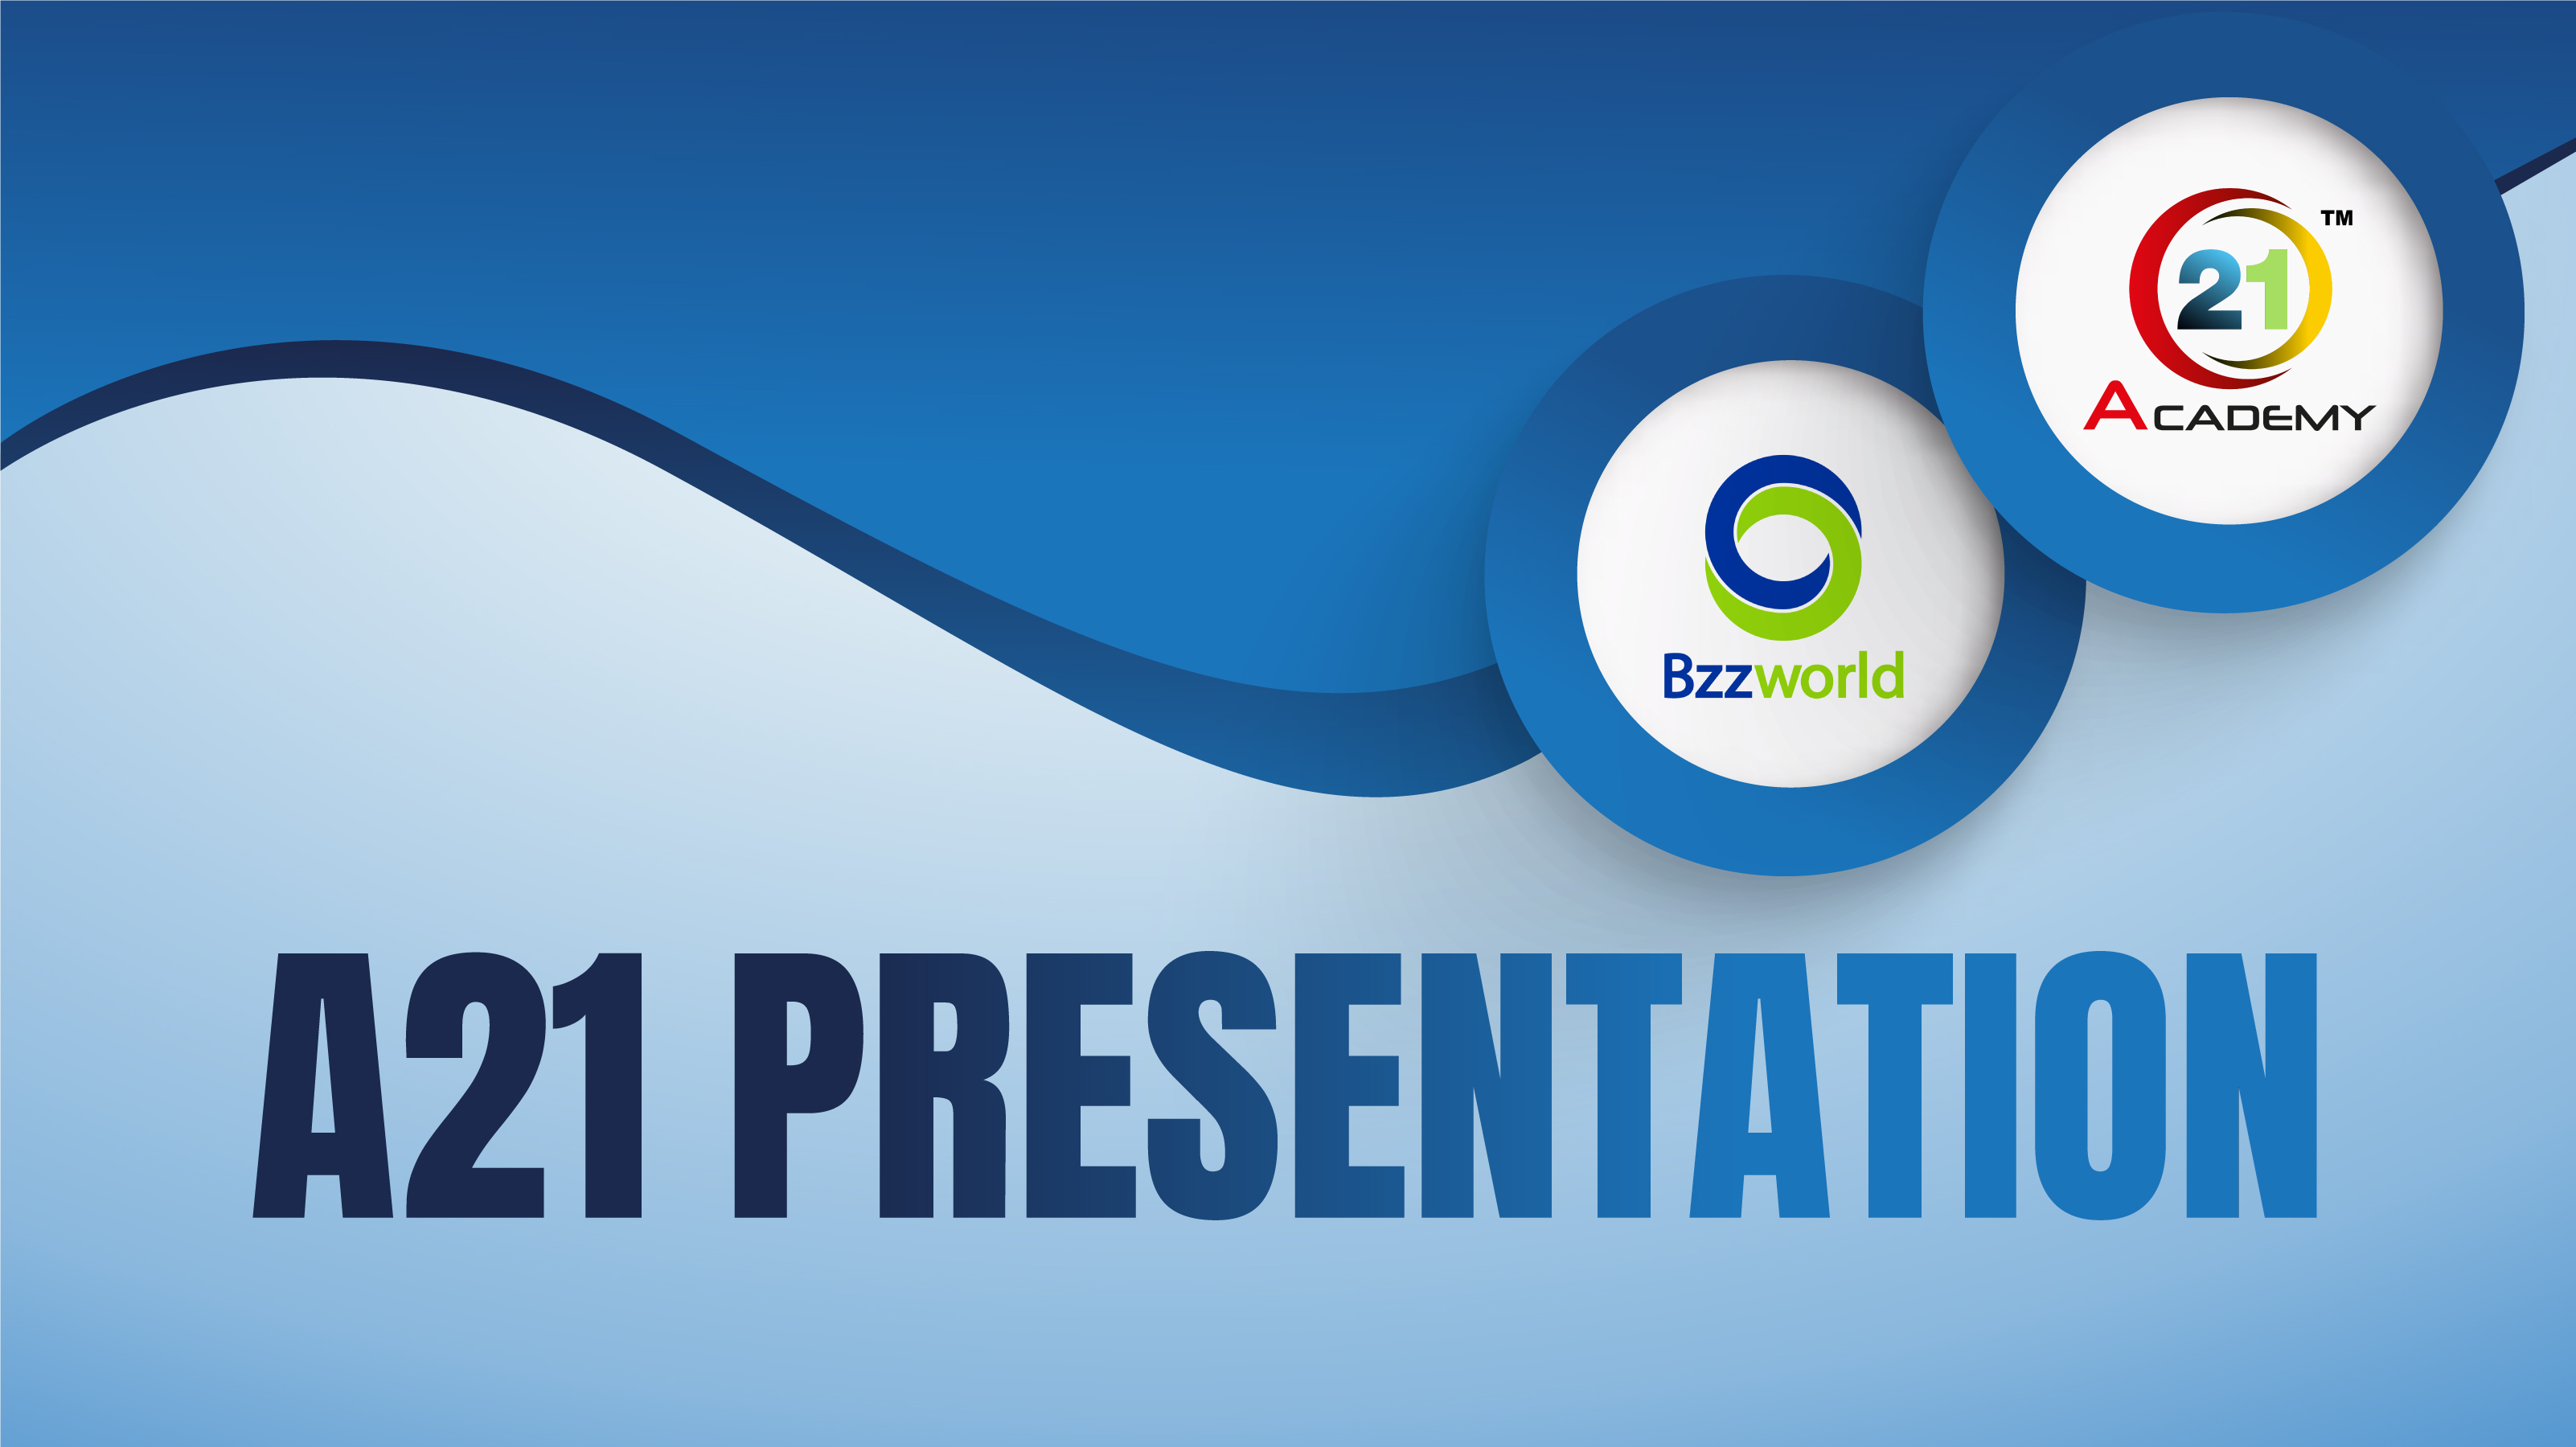 21
TM
ACADEMY
Bzzworld
A21 PRESENTATION